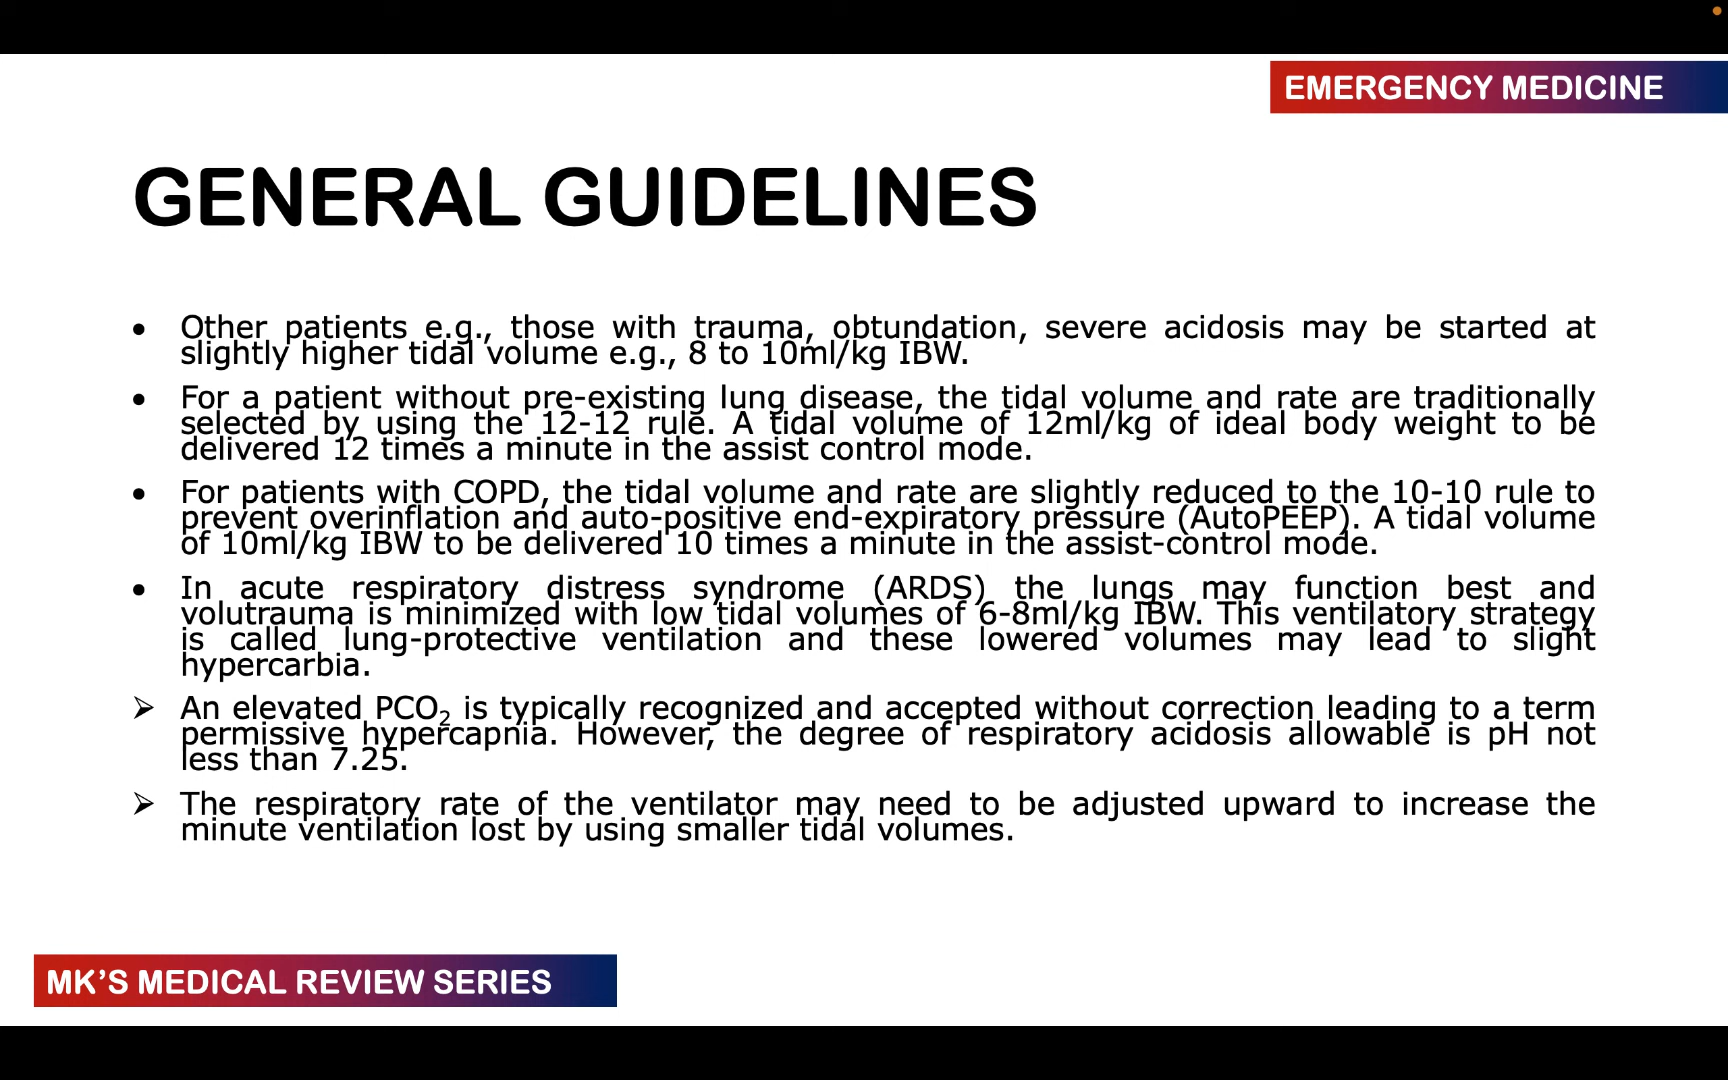 EMERGENCY MEDICINE
GENERAL GUIDELINES
• Other patients e.g., those with trauma, obtundation, severe acidosis may be started at
slightly higher tidal volume e.g., 8 to 10ml/kg IBW.
• For a patient without pre-existing lung disease, the tidal volume and rate are traditionally
selected by using the 12-12 rule. A tidal volume of 12ml/kg of ideal body weight to be
delivered 12 times a minute in the assist control mode.
• For patients with COPD, the tidal volume and rate are slightly reduced to the 10-10 rule to
prevent overinflation and auto-positive end-expiratory pressure (AutoPEEP). A tidal volume
of 10ml/kg IBW to be delivered 10 times a minute in the assist-control mode.
• In acute respiratory distress syndrome (ARDS) the lungs may function best and
volutrauma is minimized with low tidal volumes of 6-8ml/kg IBW. This ventilatory strategy
is called lung-protective ventilation and these lowered volumes may lead to slight
hypercarbia.
➢ An elevated PCO₂ is typically recognized and accepted without correction leading to a term
permissive hypercapnia. However, the degree of respiratory acidosis allowable is pH not
less than 7.25.
➢ The respiratory rate of the ventilator may need to be adjusted upward to increase the
minute ventilation lost by using smaller tidal volumes.
MK’S MEDICAL REVIEW SERIES